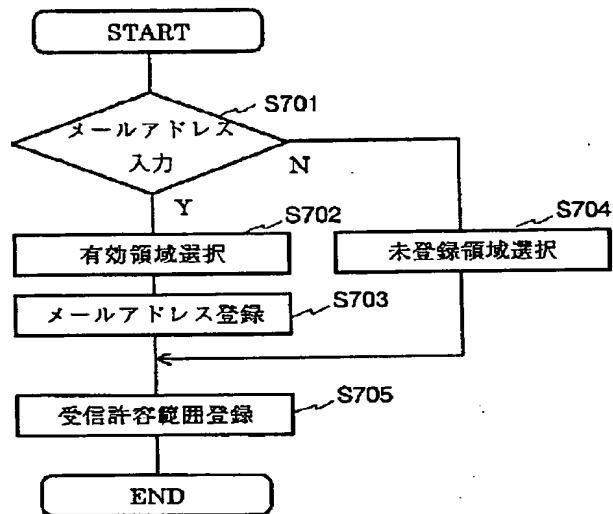 START
S701
メールアドレス
入力
N
Y
S702
有効領域選択
S704
未登録領域選択
メールアドレス登録
S703
S705
受信許容範囲登録
END